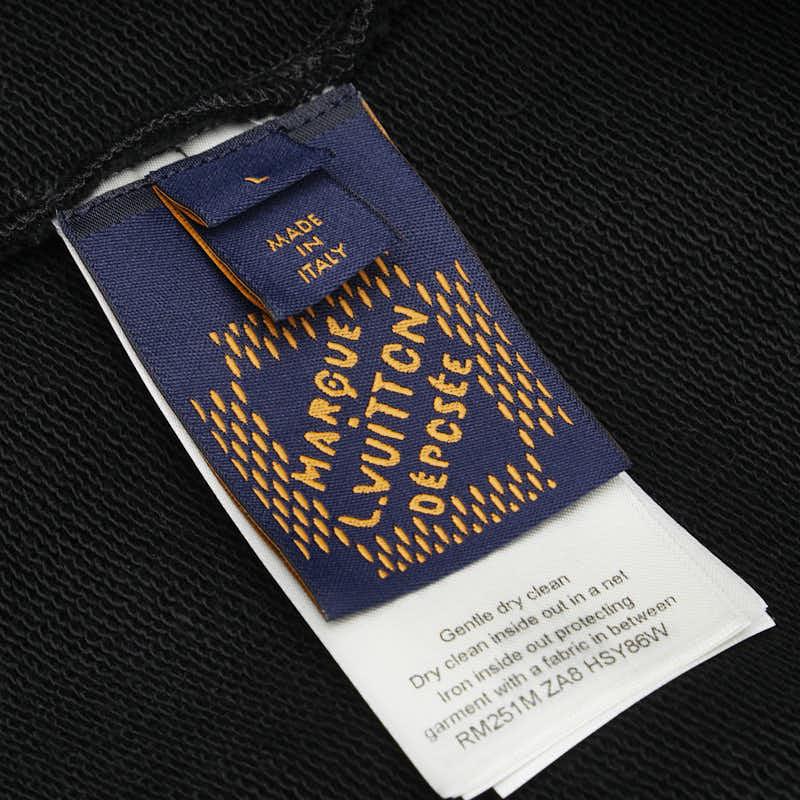 MADE
IN
ITALY
MARQUE
L.VUITTON
DÉPOSÉE
Gentle dry clean
Dry clean inside out in a net
Iron inside out protecting
garment with a fabric in between
RM251M ZA8 HSY86W